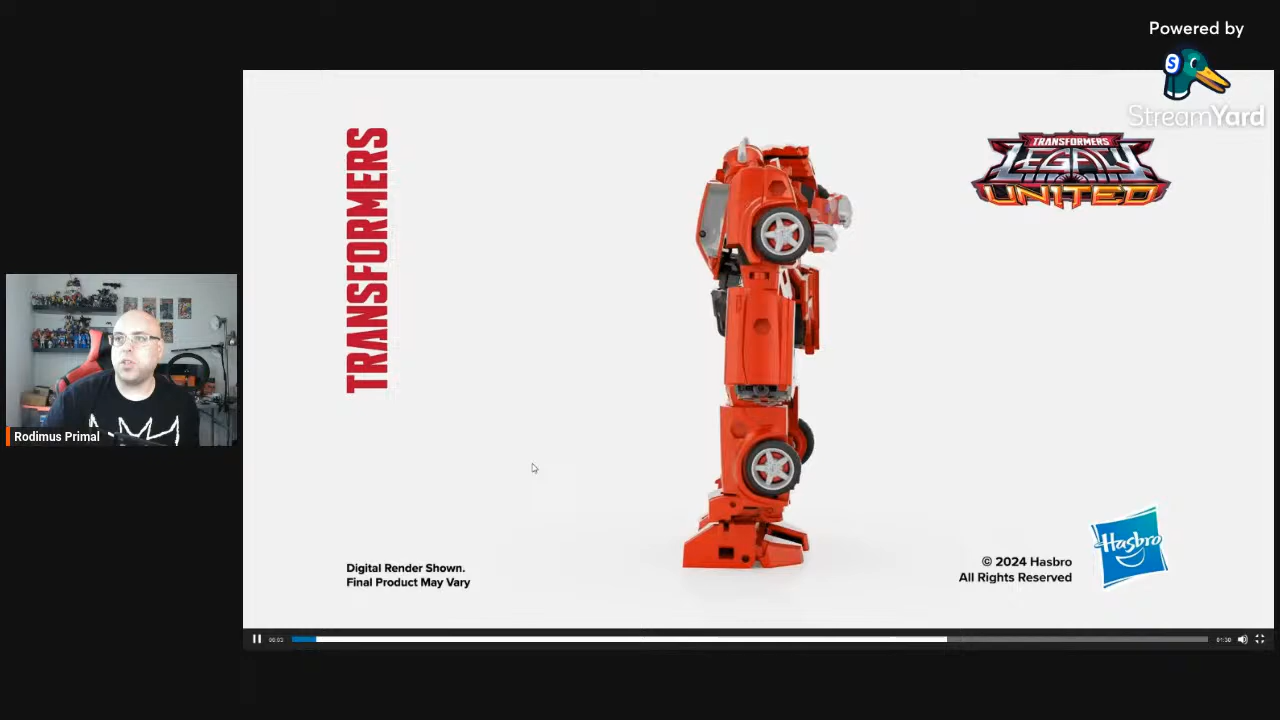 Powered by
StreamYard
TRANSFORMERS
TRANSFORMERS
LEGACY
UNITED
Rodimus Primal
Digital Render Shown.
Final Product May Vary
© 2024 Hasbro
All Rights Reserved
Hasbro